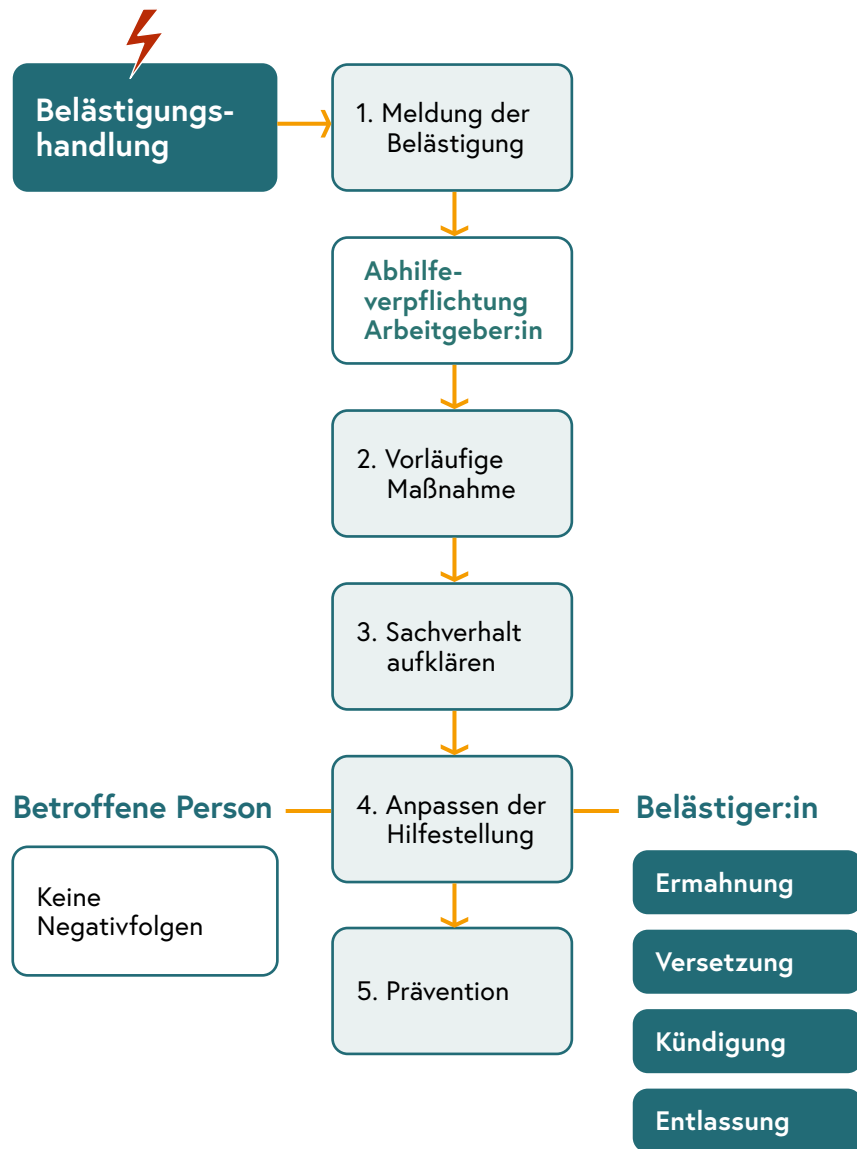 Belästigungs-
handlung
1. Meldung der
Belästigung
Abhilfe-
verpflichtung
Arbeitgeber:in
2. Vorläufige
Maßnahme
3. Sachverhalt
aufklären
Betroffene Person
4. Anpassen der
Hilfestellung
Belästiger:in
Keine
Negativfolgen
Ermahnung
Versetzung
5. Prävention
Kündigung
Entlassung